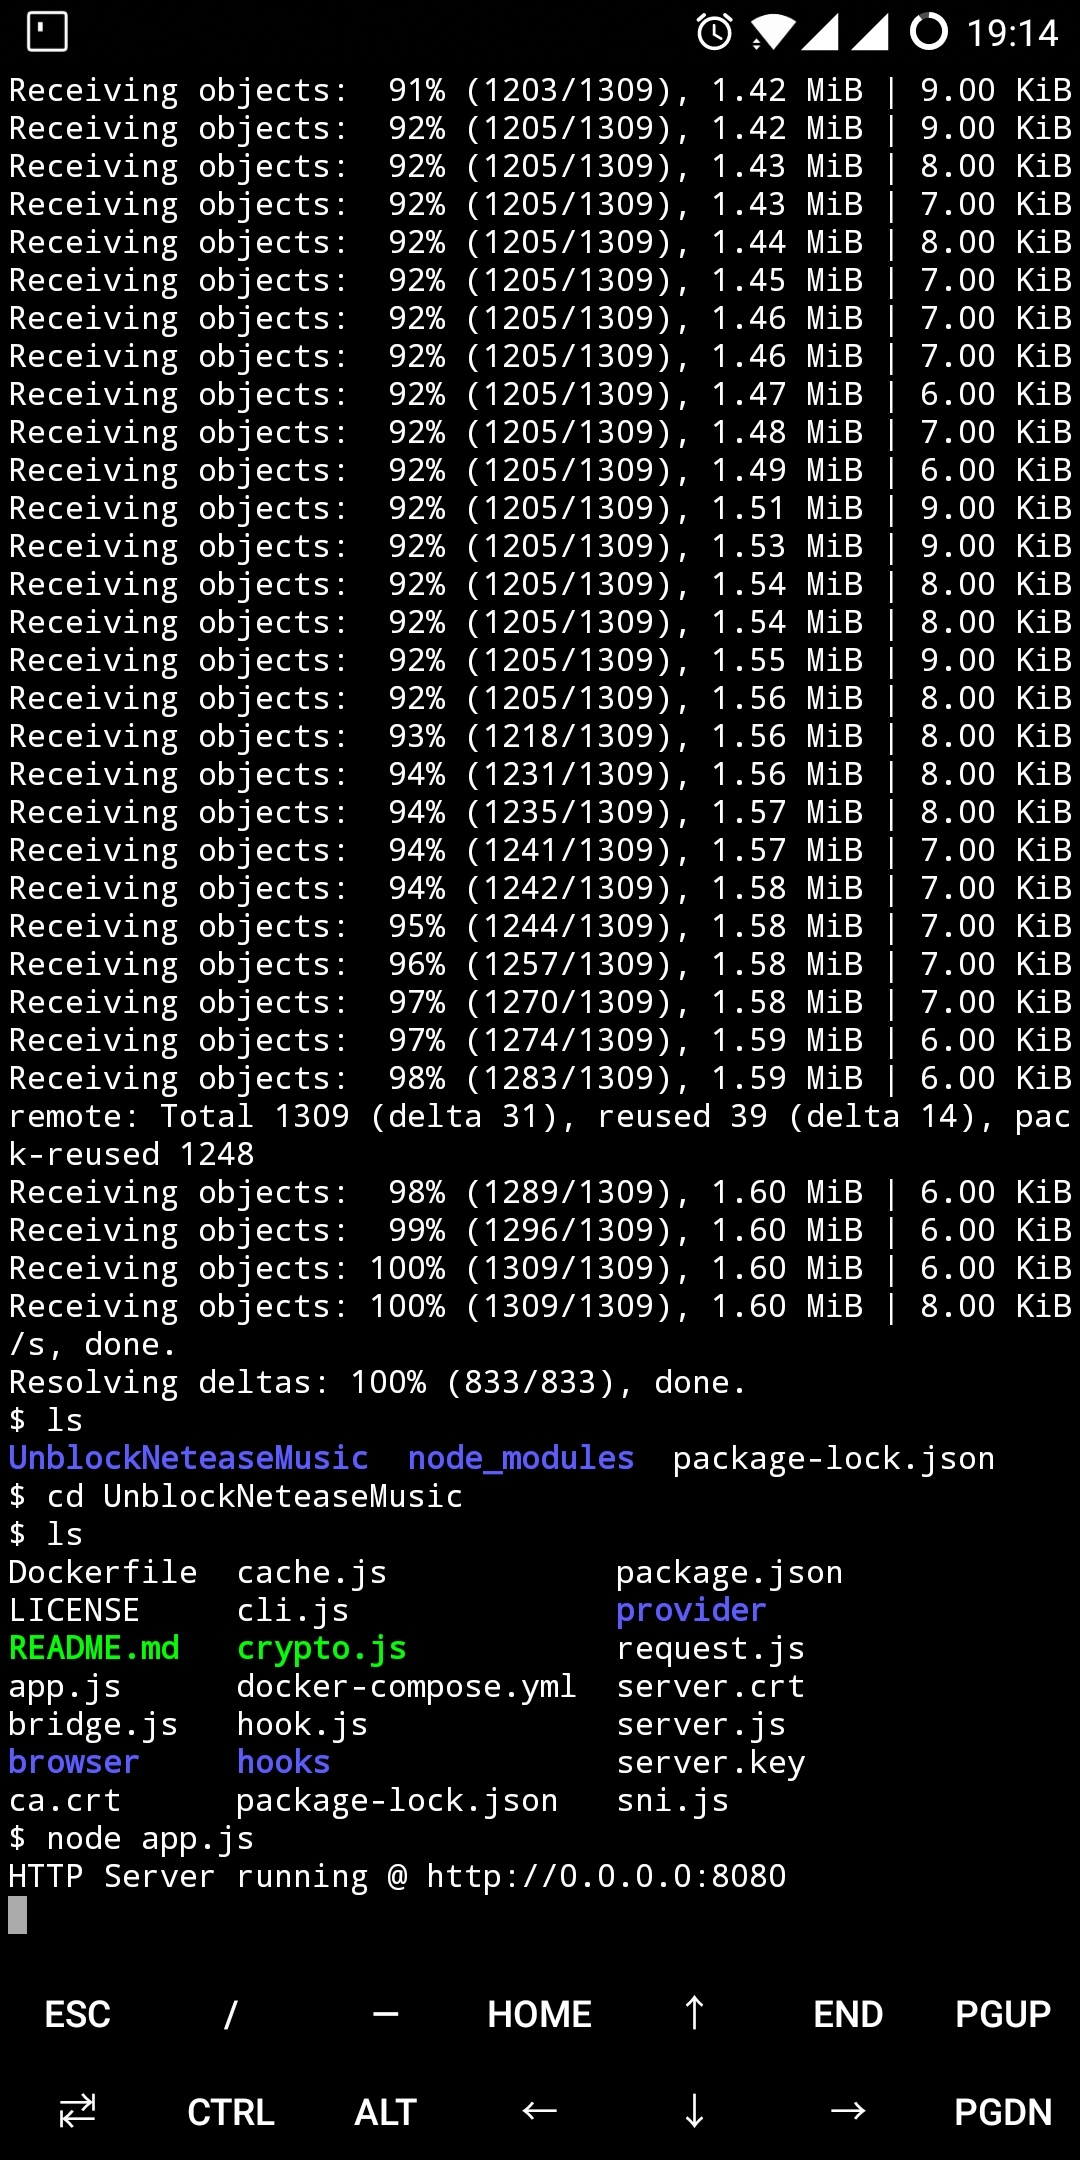 19:14
Receiving objects:  91% (1203/1309), 1.42 MiB | 9.00 KiB
Receiving objects:  92% (1205/1309), 1.42 MiB | 9.00 KiB
Receiving objects:  92% (1205/1309), 1.43 MiB | 8.00 KiB
Receiving objects:  92% (1205/1309), 1.43 MiB | 7.00 KiB
Receiving objects:  92% (1205/1309), 1.44 MiB | 8.00 KiB
Receiving objects:  92% (1205/1309), 1.45 MiB | 7.00 KiB
Receiving objects:  92% (1205/1309), 1.46 MiB | 7.00 KiB
Receiving objects:  92% (1205/1309), 1.46 MiB | 7.00 KiB
Receiving objects:  92% (1205/1309), 1.47 MiB | 6.00 KiB
Receiving objects:  92% (1205/1309), 1.48 MiB | 7.00 KiB
Receiving objects:  92% (1205/1309), 1.49 MiB | 6.00 KiB
Receiving objects:  92% (1205/1309), 1.51 MiB | 9.00 KiB
Receiving objects:  92% (1205/1309), 1.53 MiB | 9.00 KiB
Receiving objects:  92% (1205/1309), 1.54 MiB | 8.00 KiB
Receiving objects:  92% (1205/1309), 1.54 MiB | 8.00 KiB
Receiving objects:  92% (1205/1309), 1.55 MiB | 9.00 KiB
Receiving objects:  92% (1205/1309), 1.56 MiB | 8.00 KiB
Receiving objects:  93% (1218/1309), 1.56 MiB | 8.00 KiB
Receiving objects:  94% (1231/1309), 1.56 MiB | 8.00 KiB
Receiving objects:  94% (1235/1309), 1.57 MiB | 8.00 KiB
Receiving objects:  94% (1241/1309), 1.57 MiB | 7.00 KiB
Receiving objects:  94% (1242/1309), 1.58 MiB | 7.00 KiB
Receiving objects:  95% (1244/1309), 1.58 MiB | 7.00 KiB
Receiving objects:  96% (1257/1309), 1.58 MiB | 7.00 KiB
Receiving objects:  97% (1270/1309), 1.58 MiB | 7.00 KiB
Receiving objects:  97% (1274/1309), 1.59 MiB | 6.00 KiB
Receiving objects:  98% (1283/1309), 1.59 MiB | 6.00 KiB
remote: Total 1309 (delta 31), reused 39 (delta 14), pac
k-reused 1248
Receiving objects:  98% (1289/1309), 1.60 MiB | 6.00 KiB
Receiving objects:  99% (1296/1309), 1.60 MiB | 6.00 KiB
Receiving objects: 100% (1309/1309), 1.60 MiB | 6.00 KiB
Receiving objects: 100% (1309/1309), 1.60 MiB | 8.00 KiB
/s, done.
Resolving deltas: 100% (833/833), done.
$ ls
UnblockNeteaseMusic  node_modules  package-lock.json
$ cd UnblockNeteaseMusic
$ ls
Dockerfile  cache.js            package.json
LICENSE     cli.js              provider
README.md   crypto.js           request.js
app.js      docker-compose.yml  server.crt
bridge.js   hook.js             server.js
browser     hooks               server.key
ca.crt      package-lock.json   sni.js
$ node app.js
HTTP Server running @ http://0.0.0.0:8080
ESC / — HOME ↑ END PGUP
⇄ CTRL ALT ← ↓ → PGDN